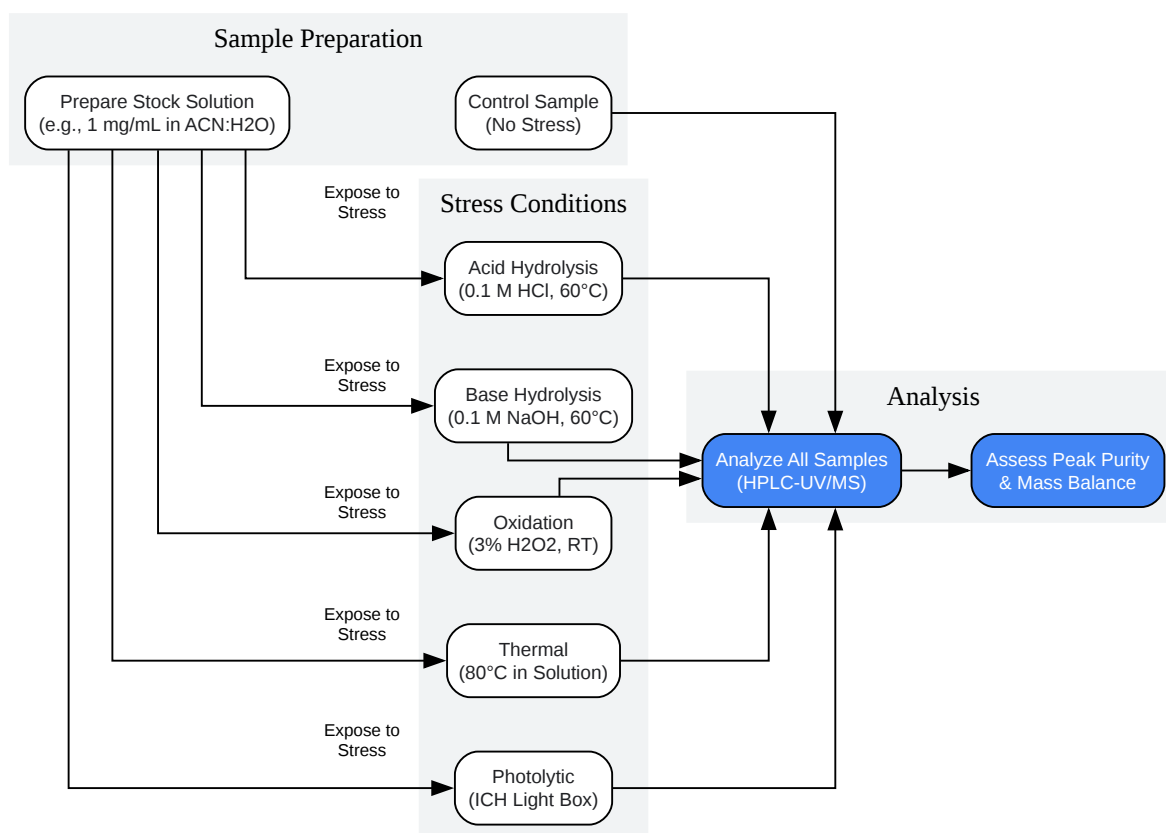 Sample Preparation
Prepare Stock Solution
(e.g., 1 mg/mL in ACN:H2O)
Control Sample
(No Stress)
Expose to
Stress
Stress Conditions
Acid Hydrolysis
(0.1 M HCl, 60°C)
Expose to
Stress
Base Hydrolysis
(0.1 M NaOH, 60°C)
Analysis
Analyze All Samples
(HPLC-UV/MS)
Assess Peak Purity
& Mass Balance
Expose to
Stress
Oxidation
(3% H2O2, RT)
Expose to
Stress
Thermal
(80°C in Solution)
Expose to
Stress
Photolytic
(ICH Light Box)